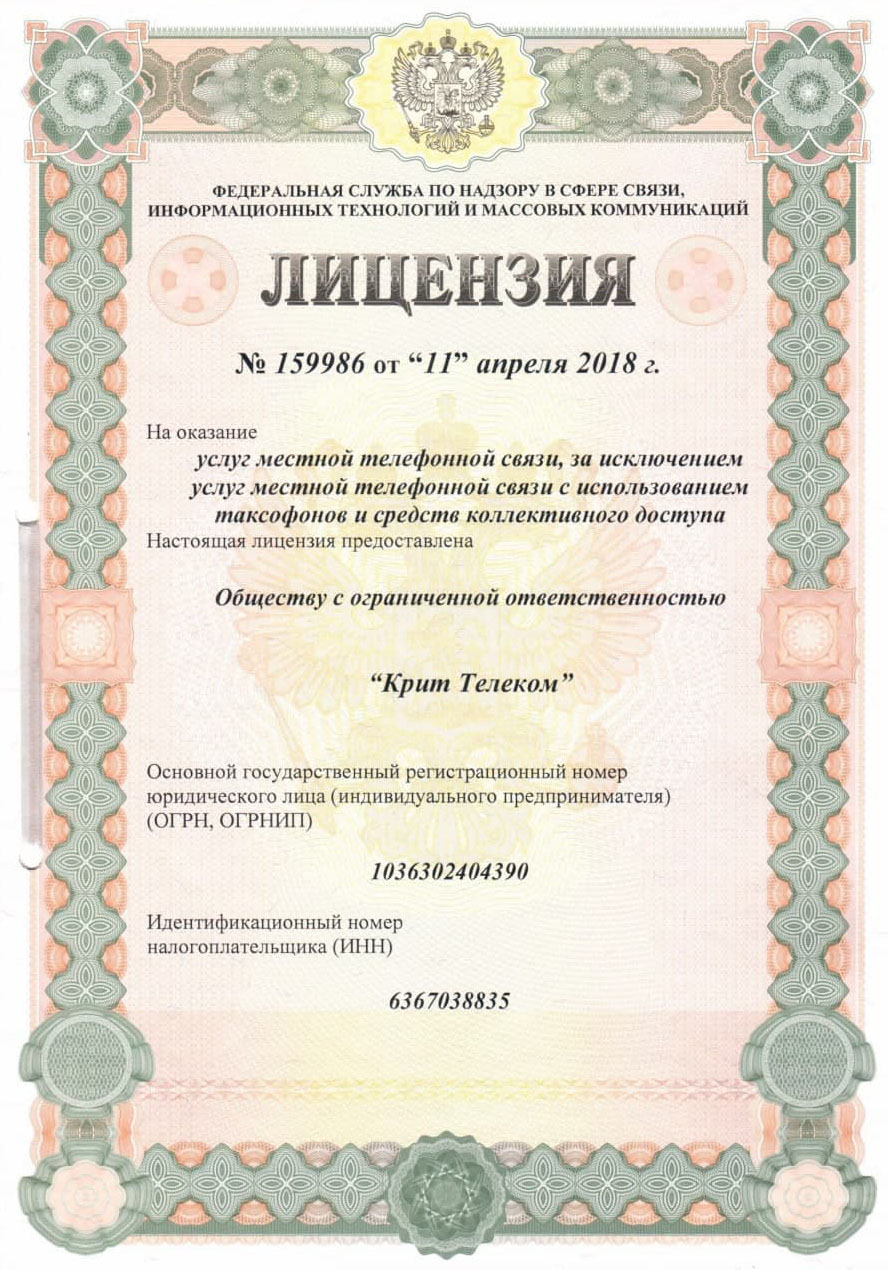 ФЕДЕРАЛЬНАЯ СЛУЖБА ПО НАДЗОРУ В СФЕРЕ СВЯЗИ,
ИНФОРМАЦИОННЫХ ТЕХНОЛОГИЙ И МАССОВЫХ КОММУНИКАЦИЙ
ЛИЦЕНЗИЯ
№ 159986 от “11” апреля 2018 г.
На оказание
услуг местной телефонной связи, за исключением
услуг местной телефонной связи с использованием
таксофонов и средств коллективного доступа
Настоящая лицензия предоставлена
Обществу с ограниченной ответственностью
“Крит Телеком”
Основной государственный регистрационный номер
юридического лица (индивидуального предпринимателя)
(ОГРН, ОГРНИП)
1036302404390
Идентификационный номер
налогоплательщика (ИНН)
6367038835